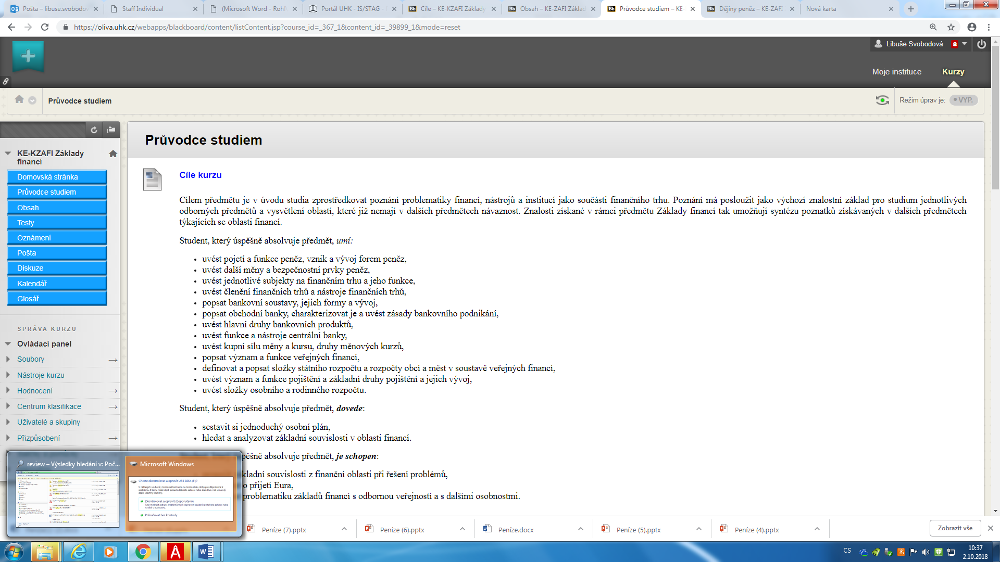 Pošta – libuse.svobodov
Staff Individual
(Microsoft Word - Rohl
Portál UHK - IS/STAG -
Cíle – KE-KZAFI Základy
Obsah – KE-ZAFI Základ
Průvodce studiem – KE-
Dějiny peněz – KE-ZAFI
Nová karta
https://oliva.uhk.cz/webapps/blackboard/content/listContent.jsp?course_id=_367_1&content_id=_39899_1&mode=reset
Libuše Svobodová 8
Moje instituce
Kurzy
Průvodce studiem
Režim úprav je:
VYP.
KE-KZAFI Základy
financí
Domovská stránka
Průvodce studiem
Obsah
Testy
Oznámení
Pošta
Diskuze
Kalendář
Glosář
SPRÁVA KURZU
Ovládací panel
Soubory
Nástroje kurzu
Hodnocení
Centrum klasifikace
Uživatelé a skupiny
Přizpůsobení
Průvodce studiem
Cíle kurzu
Cílem předmětu je v úvodu studia zprostředkovat poznání problematiky financí, nástrojů a institucí jako součásti finančního trhu. Poznání má posloužit jako výchozí znalostní základ pro studium jednotlivých
odborných předmětů a vysvětlení oblastí, které již nemají v dalších předmětech návaznost. Znalosti získané v rámci předmětu Základy financí tak umožňují syntézu poznatků získávaných v dalších předmětech
týkajících se oblasti financí.
Student, který úspěšně absolvuje předmět, umí:
• uvést pojetí a funkce peněz, vznik a vývoj forem peněz,
• uvést další měny a bezpečnostní prvky peněz,
• uvést jednotlivé subjekty na finančním trhu a jeho funkce,
• uvést členění finančních trhů a nástroje finančních trhů,
• popsat bankovní soustavy, jejich formy a vývoj,
• popsat obchodní banky, charakterizovat je a uvést zásady bankovního podnikání,
• uvést hlavní druhy bankovních produktů,
• uvést funkce a nástroje centrální banky,
• uvést kupní sílu měny a kursu, druhy měnových kurzů,
• popsat význam a funkce veřejných financí,
• definovat a popsat složky státního rozpočtu a rozpočty obcí a měst v soustavě veřejných financí,
• uvést význam a funkce pojištění a základní druhy pojištění a jejich vývoj,
• uvést složky osobního a rodinného rozpočtu.
Student, který úspěšně absolvuje předmět, dovede:
• sestavit si jednoduchý osobní plán,
• hledat a analyzovat základní souvislosti v oblasti financí.
pěšně absolvuje předmět, je schopen:
kladní souvislosti z finanční oblasti při řešení problémů,
o přijetí Eura,
problematiku základů financí s odbornou veřejností a s dalšími osobnostmi.
review – Výsledky hledání v: Poč...
Microsoft Windows
Chcete zkontrolovat a opravit USB DISK (F:)?
Zkontrolovat a opravit (doporučeno)
Pokračovat bez kontroly
Peníze (7).pptx
Peníze (6).pptx
Peníze.docx
Peníze (5).pptx
Peníze (4).pptx
Zobrazit vše
CS
10:37
2.10.2018